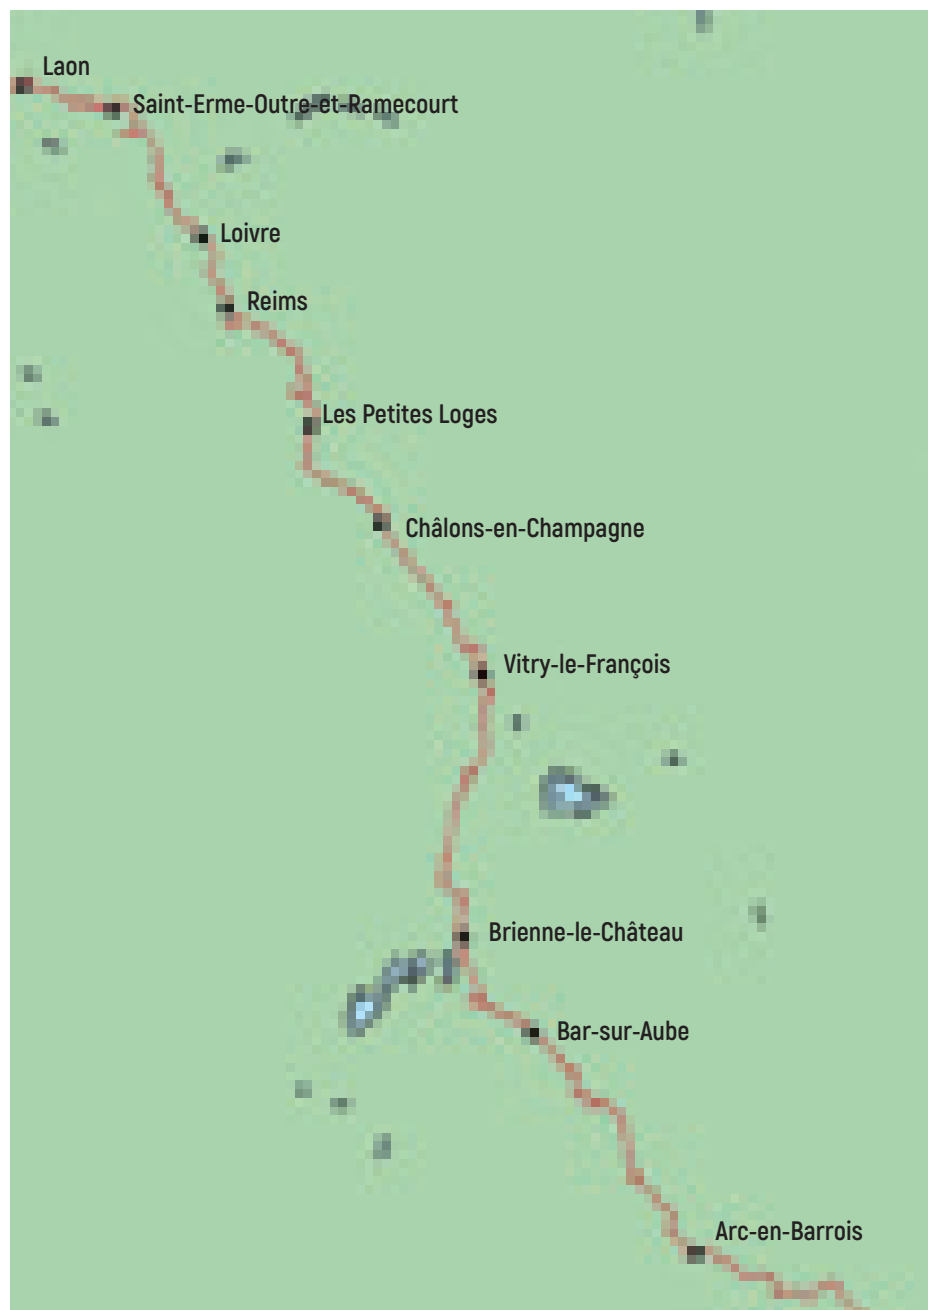 Laon
Saint-Erme-Outre-et-Ramecourt
Loivre
Reims
Les Petites Loges
Châlons-en-Champagne
Vitry-le-François
Brienne-le-Château
Bar-sur-Aube
Arc-en-Barrois